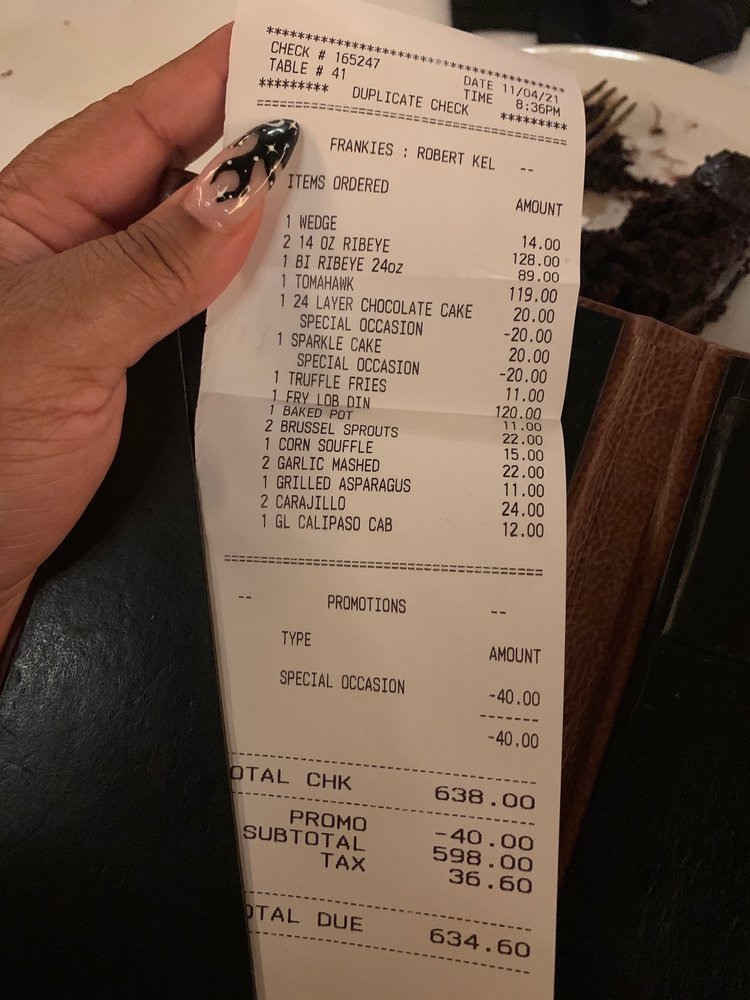 *******************************
CHECK # 165247 DATE 11/04/21
TABLE # 41 TIME 8:36PM
********* DUPLICATE CHECK *********
===================================
FRANKIES : ROBERT KEL --
ITEMS ORDERED AMOUNT
1 WEDGE 14.00
2 14 OZ RIBEYE 128.00
1 BI RIBEYE 24oz 89.00
1 TOMAHAWK 119.00
1 24 LAYER CHOCOLATE CAKE 20.00
SPECIAL OCCASION -20.00
1 SPARKLE CAKE 20.00
SPECIAL OCCASION -20.00
1 TRUFFLE FRIES 11.00
1 FRY LOB DIN 120.00
1 BAKED POT 11.00
2 BRUSSEL SPROUTS 22.00
1 CORN SOUFFLE 15.00
2 GARLIC MASHED 22.00
1 GRILLED ASPARAGUS 11.00
2 CARAJILLO 24.00
1 GL CALIPASO CAB 12.00
===================================
-- PROMOTIONS --
TYPE AMOUNT
SPECIAL OCCASION -40.00
-------
-40.00
OTAL CHK 638.00
PROMO -40.00
SUBTOTAL 598.00
TAX 36.60
OTAL DUE 634.60